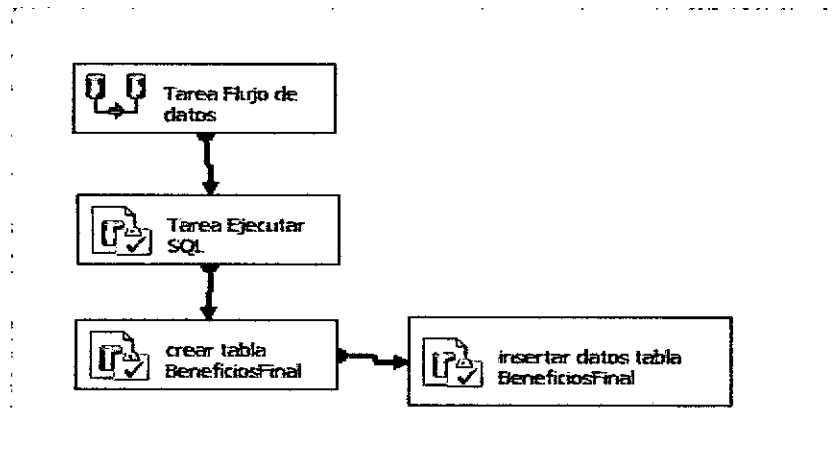 Tarea Flujo de
datos
Tarea Ejecutar
SQL
crear tabla
BeneficiosFinal
insertar datos tabla
BeneficiosFinal